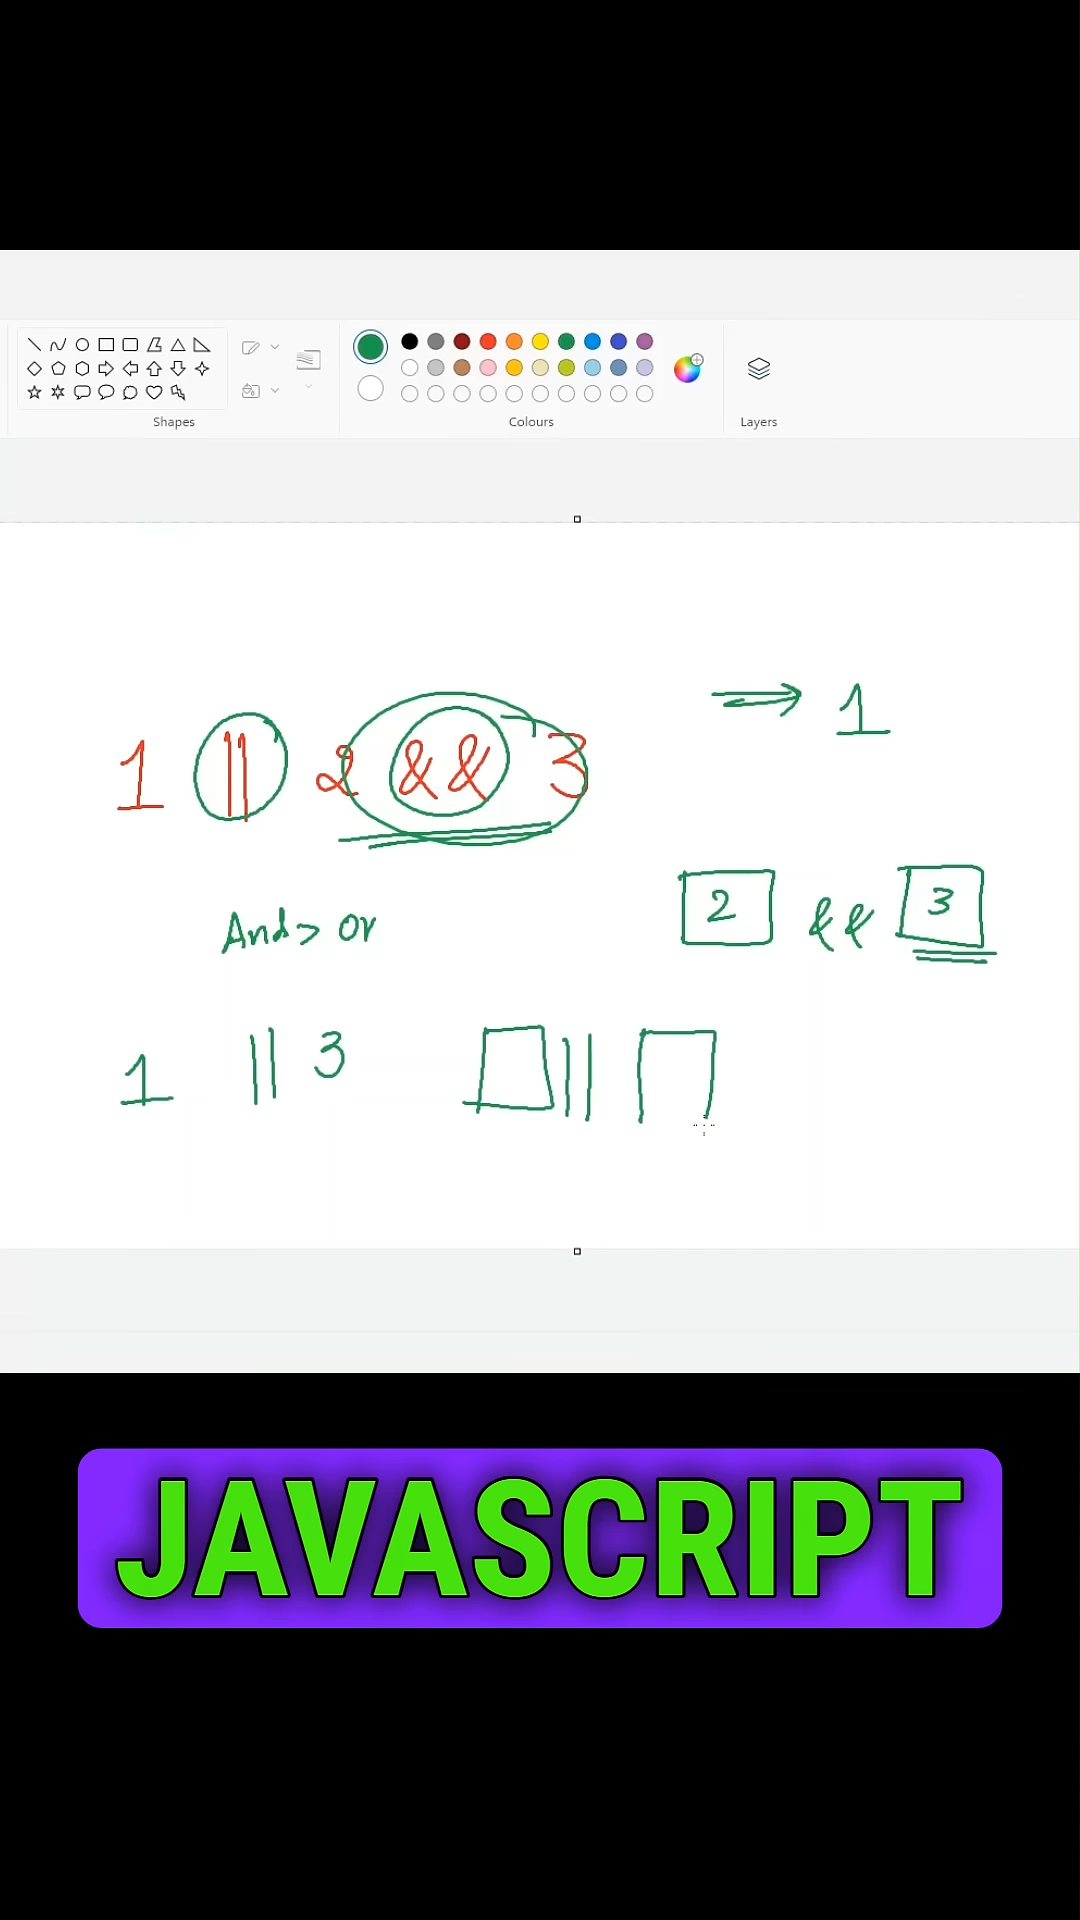 Shapes
Colours
Layers
1 || 2 && 3
1
And > or
2 && 3
1 || 3
||
JAVASCRIPT